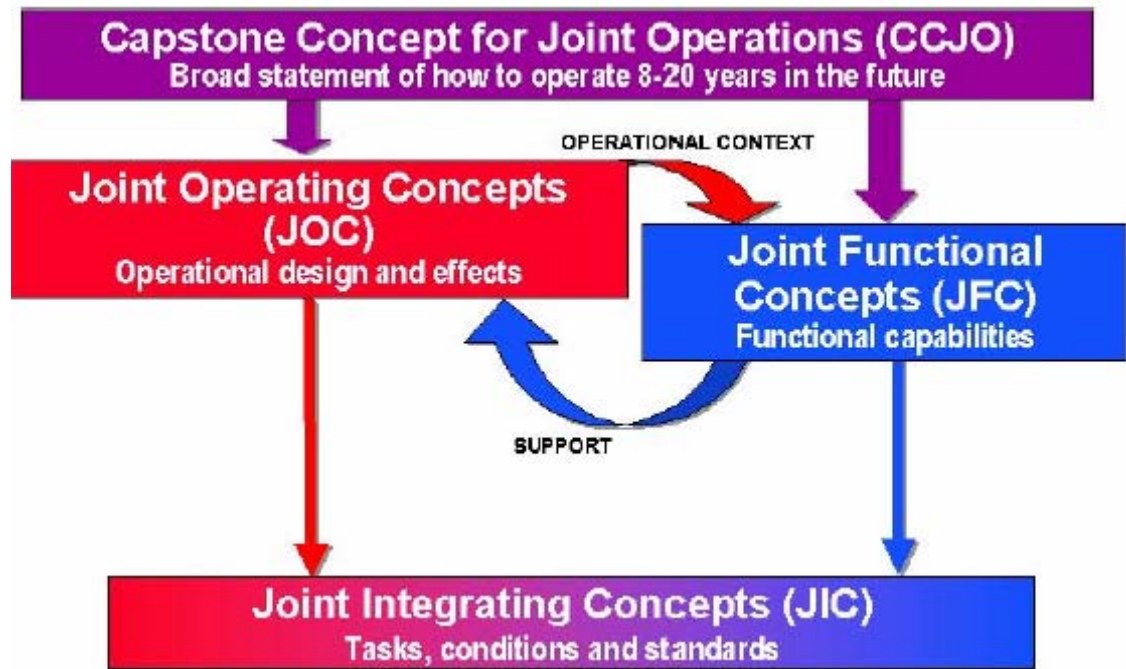 Capstone Concept for Joint Operations (CCJO)
Broad statement of how to operate 8-20 years in the future
OPERATIONAL CONTEXT
Joint Operating Concepts
(JOC)
Operational design and effects
Joint Functional
Concepts (JFC)
Functional capabilities
SUPPORT
Joint Integrating Concepts (JIC)
Tasks, conditions and standards